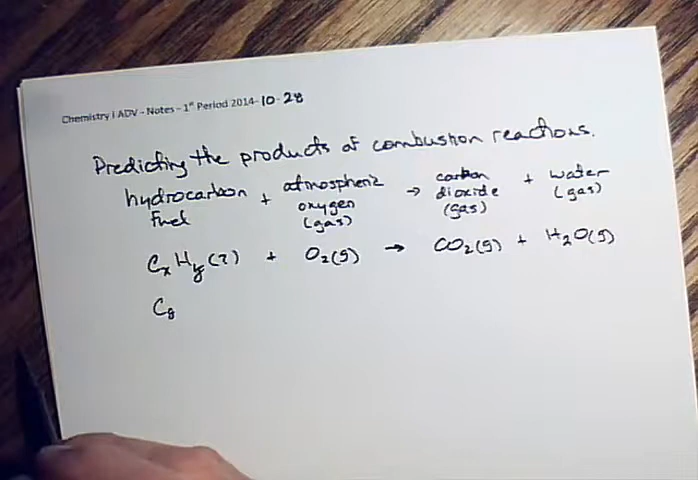 Chemistry I ADV - Notes - 1st Period 2014-10-28
Predicting the products of combustion reactions.
hydrocarbon + atmospheric → carbon + water
fuel oxygen dioxide (gas)
(gas) (gas)
CxHy(?) + O2(g) → CO2(g) + H2O(g)
C8